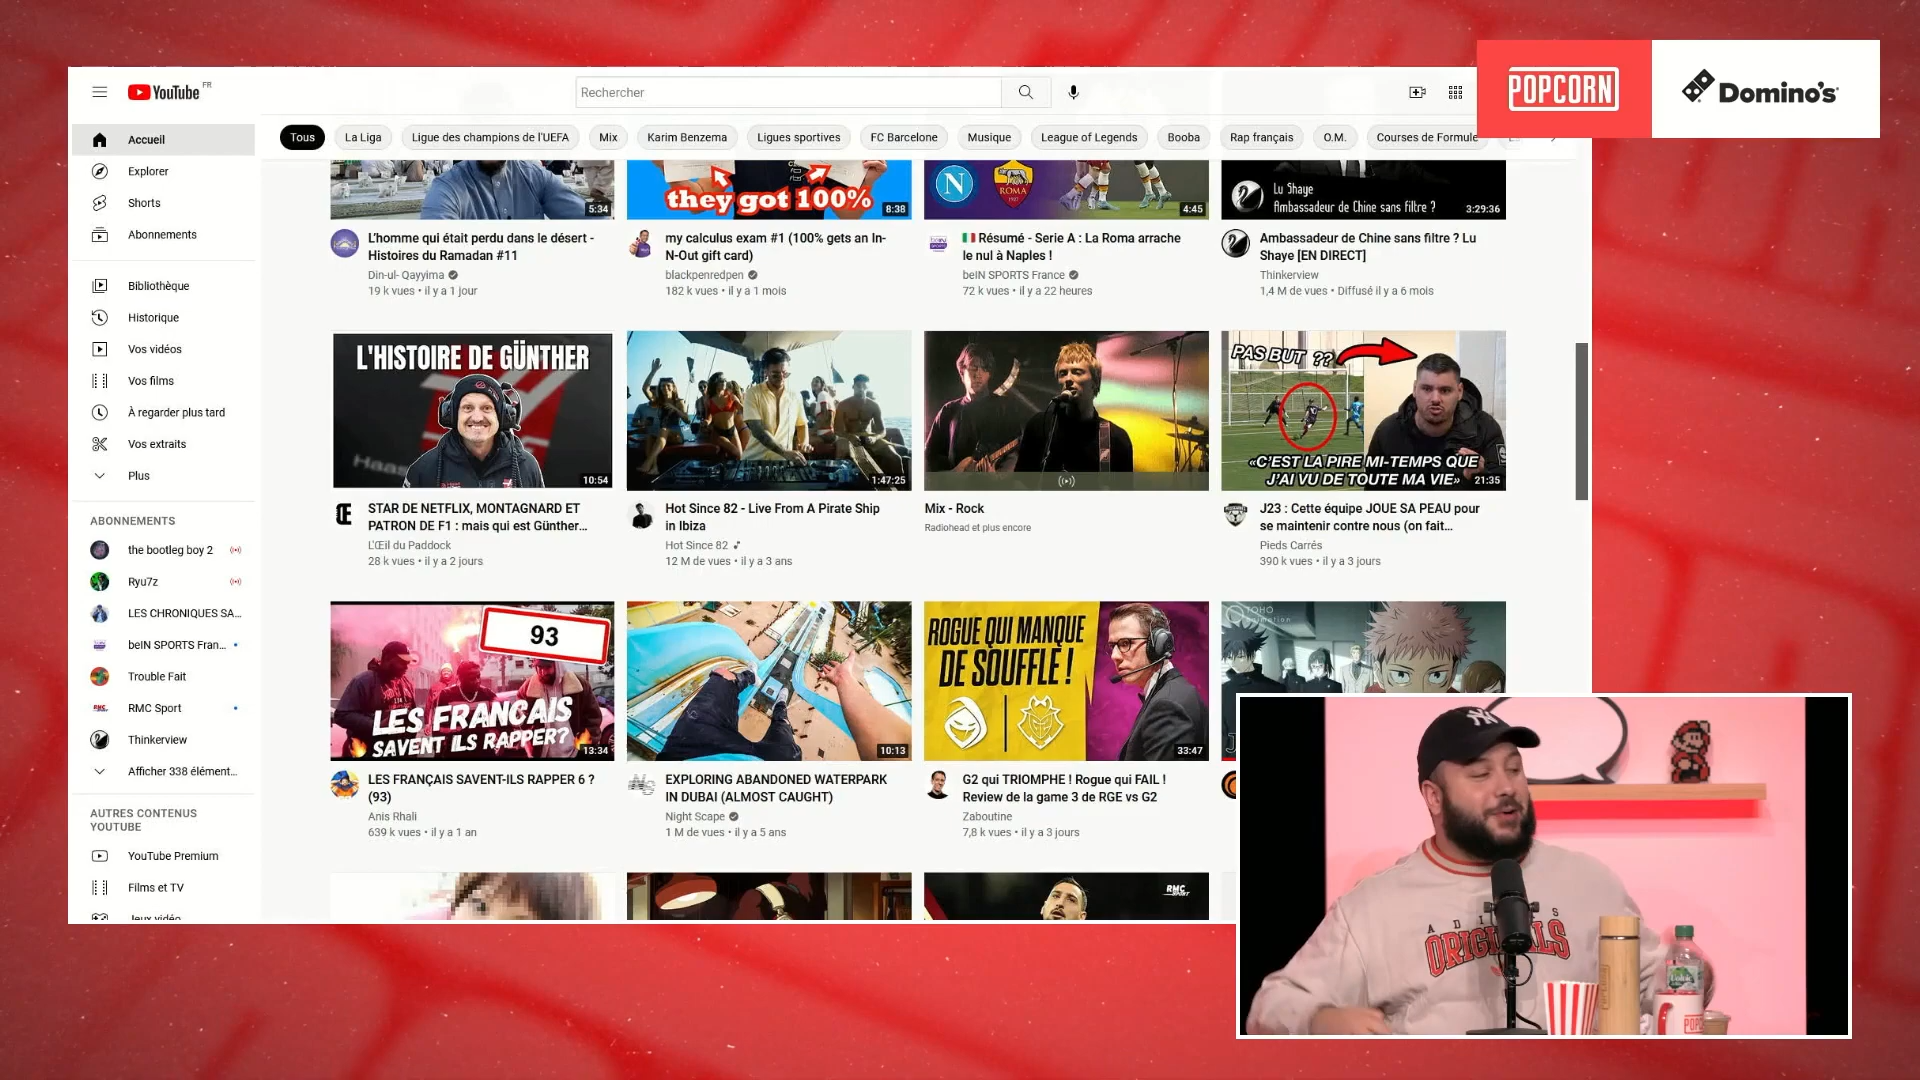 YouTube FR
Rechercher
POPCORN
Domino's
Tous
La Liga
Ligue des champions de l'UEFA
Mix
Karim Benzema
Ligues sportives
FC Barcelone
Musique
League of Legends
Booba
Rap français
O.M.
Courses de Formule
Accueil
Explorer
Shorts
Abonnements
Bibliothèque
Historique
Vos vidéos
Vos films
À regarder plus tard
Vos extraits
Plus
ABONNEMENTS
the bootleg boy 2
Ryu7z
LES CHRONIQUES SA...
beIN SPORTS Fran...
Trouble Fait
RMC Sport
Thinkerview
Afficher 338 élément...
AUTRES CONTENUS
YOUTUBE
YouTube Premium
Films et TV
Jeux vidéo
5:34
L'homme qui était perdu dans le désert -
Histoires du Ramadan #11
Din-ul- Qayyima
19 k vues • il y a 1 jour
they got 100%
8:38
my calculus exam #1 (100% gets an In-
N-Out gift card)
blackpenredpen
182 k vues • il y a 1 mois
N
ROMA
1927
4:45
Résumé - Serie A : La Roma arrache
le nul à Naples !
beIN SPORTS France
72 k vues • il y a 22 heures
Lu Shaye
Ambassadeur de Chine sans filtre ?
3:29:36
Ambassadeur de Chine sans filtre ? Lu
Shaye [EN DIRECT]
Thinkerview
1,4 M de vues • Diffusé il y a 6 mois
L'HISTOIRE DE GÜNTHER
Haas
10:54
STAR DE NETFLIX, MONTAGNARD ET
PATRON DE F1 : mais qui est Günther...
L'Œil du Paddock
28 k vues • il y a 2 jours
1:47:25
Hot Since 82 - Live From A Pirate Ship
in Ibiza
Hot Since 82
12 M de vues • il y a 3 ans
Mix - Rock
Radiohead et plus encore
PAS BUT ??
«C'EST LA PIRE MI-TEMPS QUE
J'AI VU DE TOUTE MA VIE»
21:35
J23 : Cette équipe JOUE SA PEAU pour
se maintenir contre nous (on fait...
Pieds Carrés
390 k vues • il y a 3 jours
93
LES FRANÇAIS
SAVENT ILS RAPPER?
13:34
LES FRANÇAIS SAVENT-ILS RAPPER 6 ?
(93)
Anis Rhali
639 k vues • il y a 1 an
10:13
EXPLORING ABANDONED WATERPARK
IN DUBAI (ALMOST CAUGHT)
Night Scape
1 M de vues • il y a 5 ans
ROGUE QUI MANQUE
DE SOUFFLE !
33:47
G2 qui TRIOMPHE ! Rogue qui FAIL !
Review de la game 3 de RGE vs G2
Zaboutine
7,8 k vues • il y a 3 jours
TOHO
animation
RMC
SPORT
ADIDAS
ORIGINALS